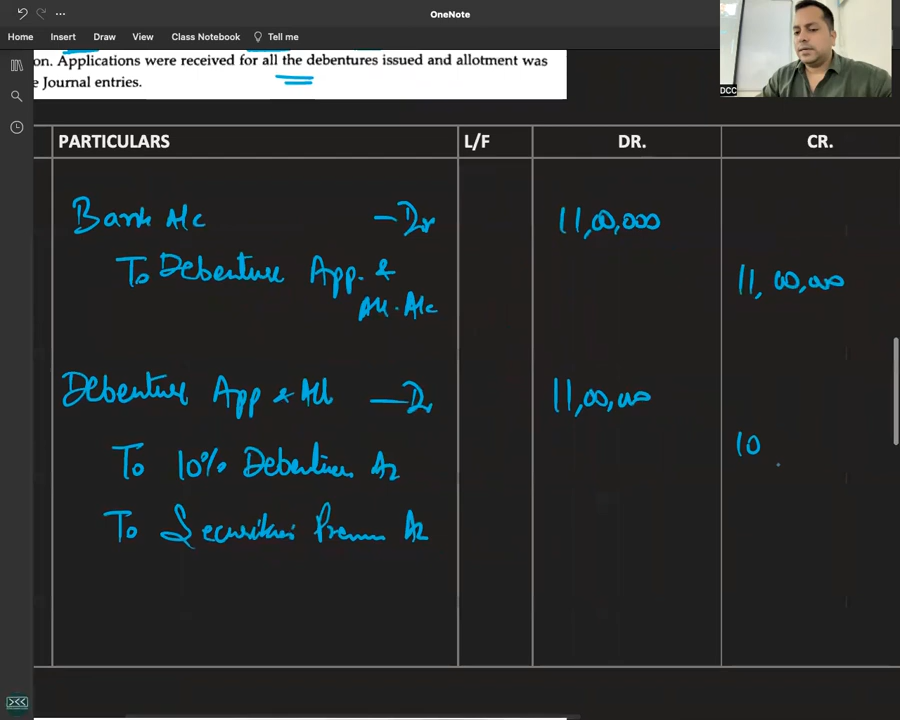 OneNote
Home Insert Draw View Class Notebook Tell me
on. Applications were received for all the debentures issued and allotment was
e Journal entries.
DCC
PARTICULARS L/F DR. CR.
Bank A/c — Dr 11,00,000
To Debenture App. & 11,00,000
All. A/c
Debenture App & All — Dr 11,00,000
To 10% Debentures A/c 10
To Securities Premium A/c